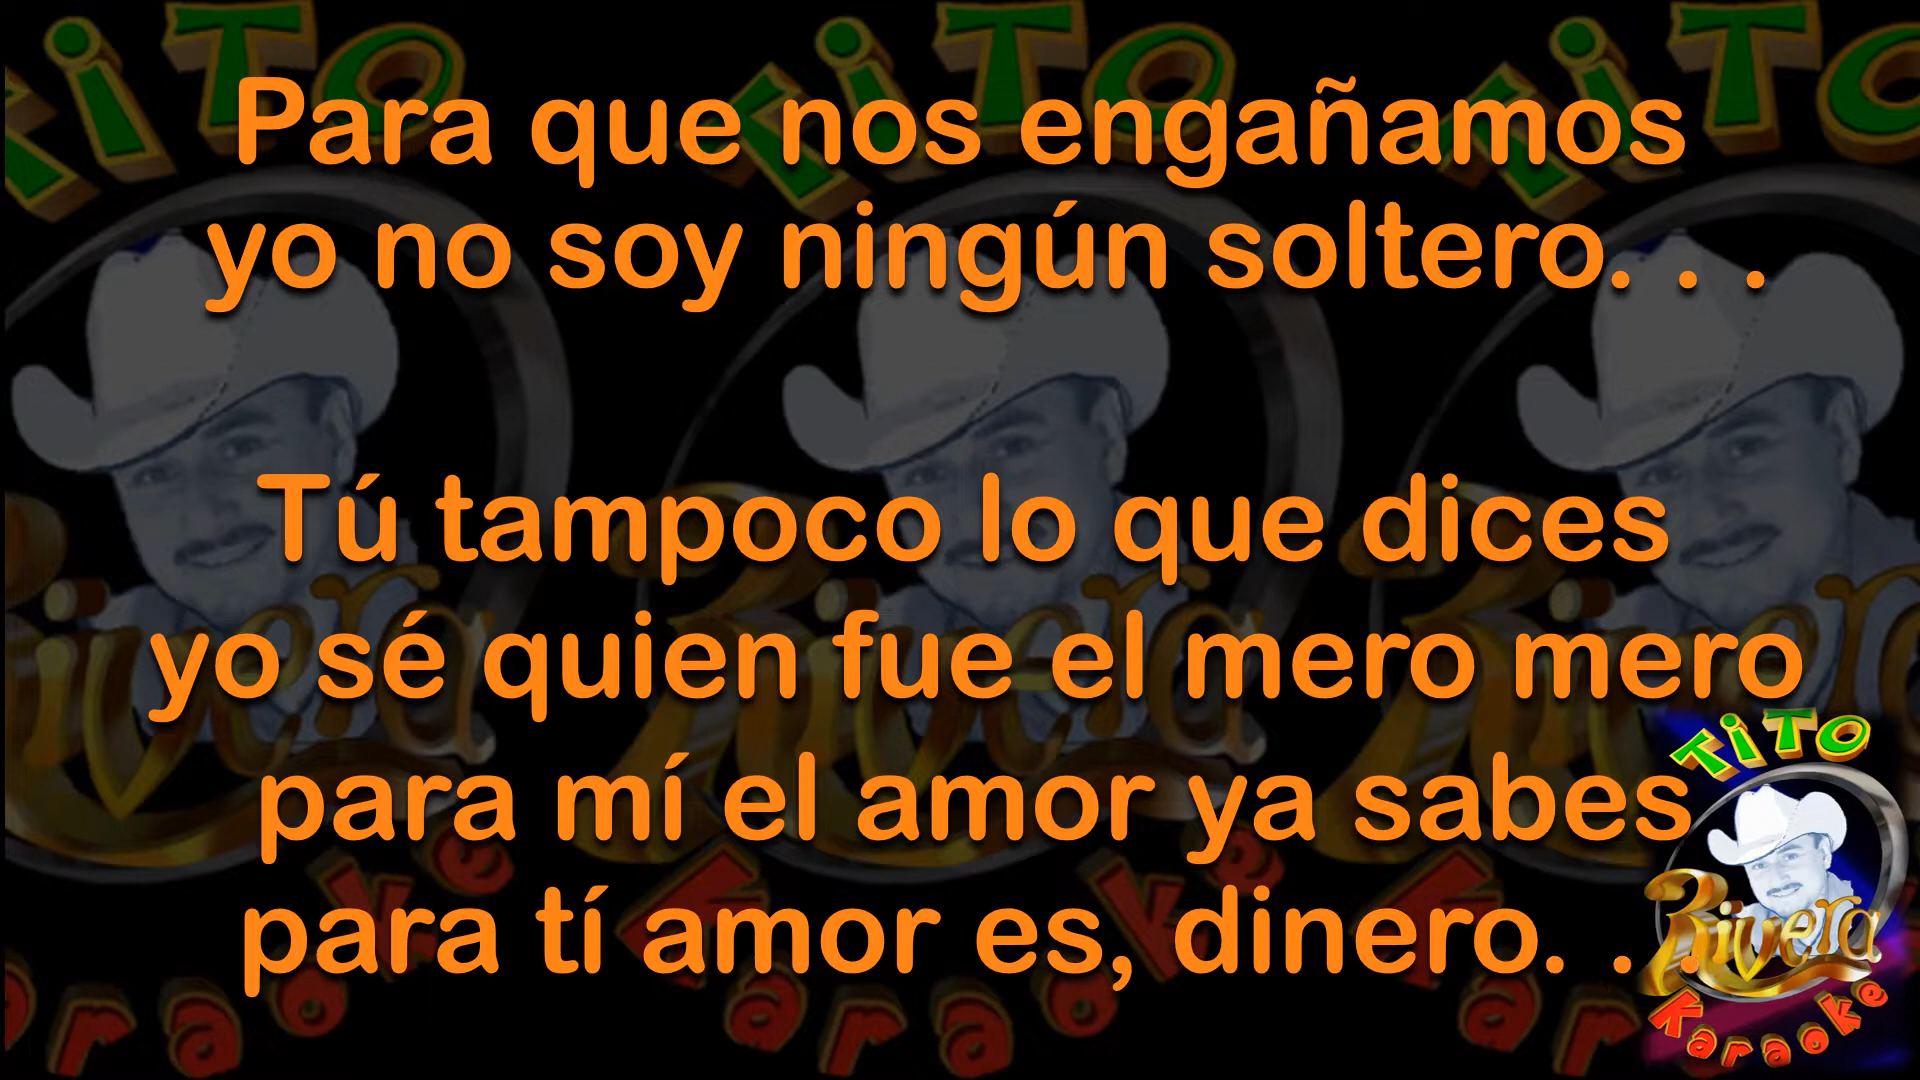 Para que nos engañamos
yo no soy ningún soltero. . .
Tú tampoco lo que dices
yo sé quien fue el mero mero
para mí el amor ya sabes
para tí amor es, dinero. . .
TiTO
Rivera
Karaoke